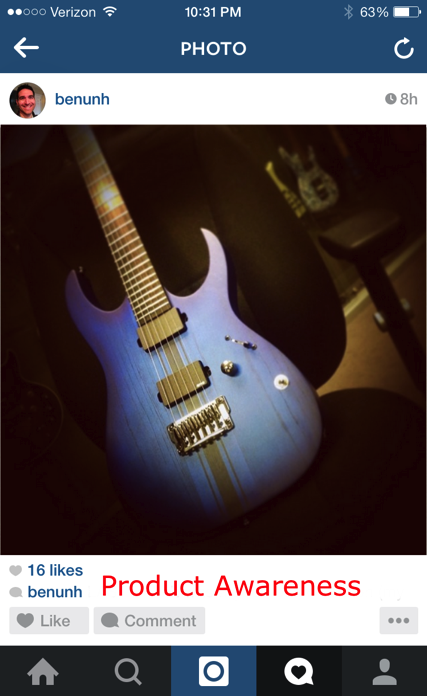 Verizon 10:31 PM 63%
PHOTO
benunh 8h
16 likes
benunh Product Awareness
Like Comment